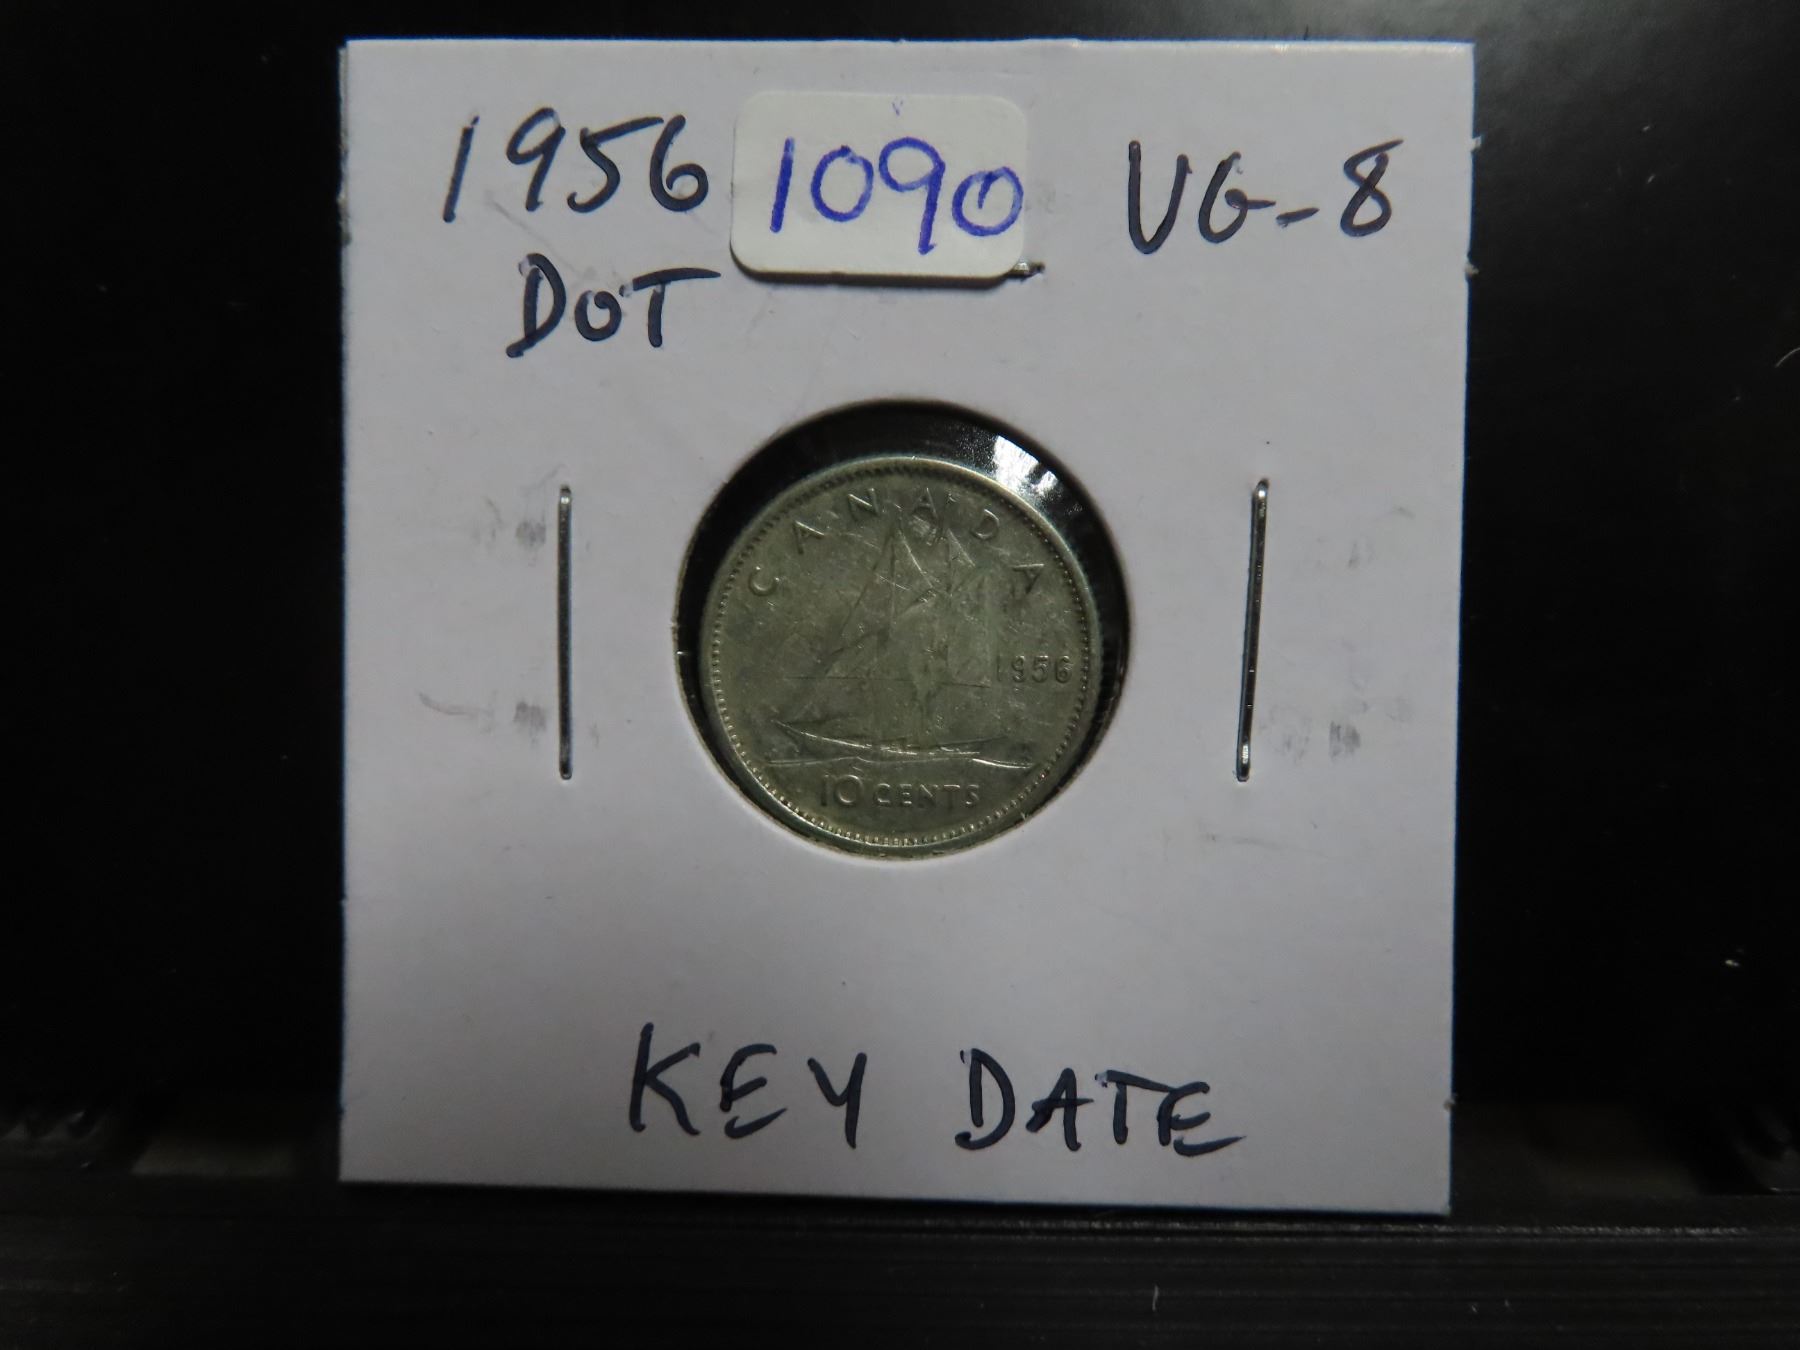 1956 1090 VG-8
DOT
CANADA
1956
10 CENTS
KEY DATE